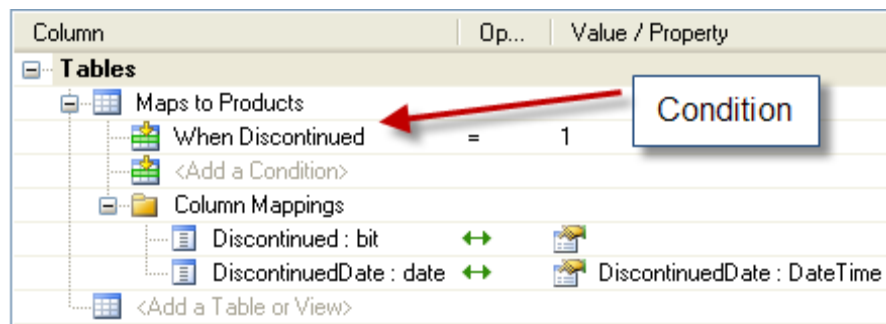 Column Op... Value / Property
Tables
Maps to Products
Condition
When Discontinued = 1
<Add a Condition>
Column Mappings
Discontinued : bit
DiscontinuedDate : date DiscontinuedDate : DateTime
<Add a Table or View>